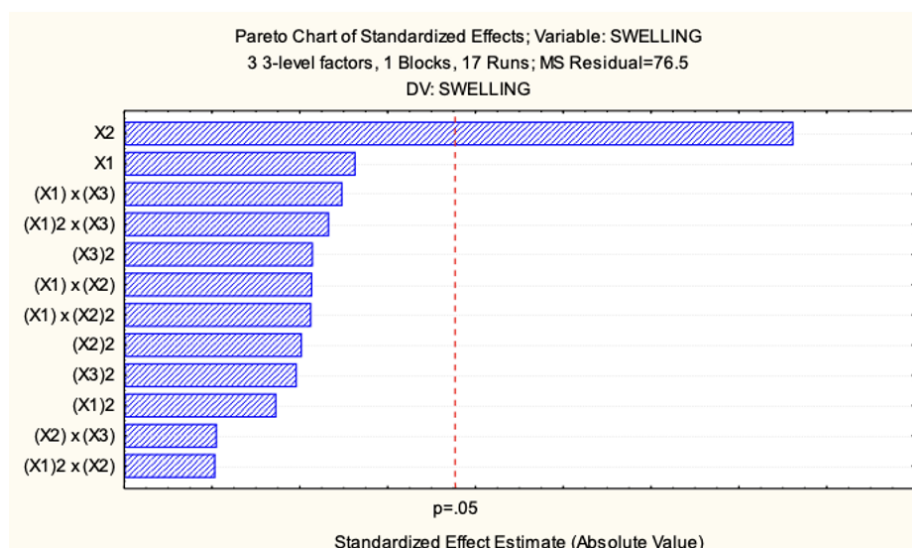 Pareto Chart of Standardized Effects; Variable: SWELLING
3 3-level factors, 1 Blocks, 17 Runs; MS Residual=76.5
DV: SWELLING
X2
X1
(X1) x (X3)
(X1)2 x (X3)
(X3)2
(X1) x (X2)
(X1) x (X2)2
(X2)2
(X3)2
(X1)2
(X2) x (X3)
(X1)2 x (X2)
p=.05
Standardized Effect Estimate (Absolute Value)